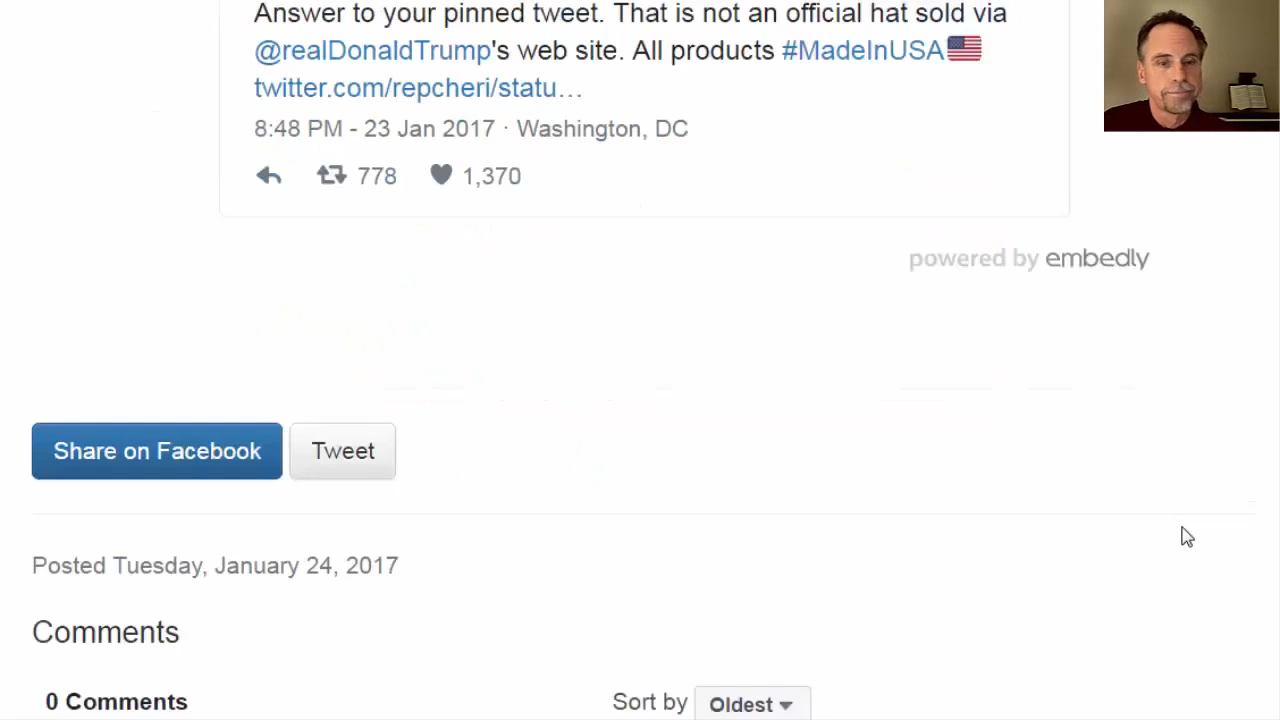 Answer to your pinned tweet. That is not an official hat sold via
@realDonaldTrump's web site. All products #MadeInUSA🇺🇸
twitter.com/repcheri/statu…
8:48 PM - 23 Jan 2017 · Washington, DC
778 1,370
powered by embedly
Share on Facebook Tweet
Posted Tuesday, January 24, 2017
Comments
0 Comments Sort by Oldest